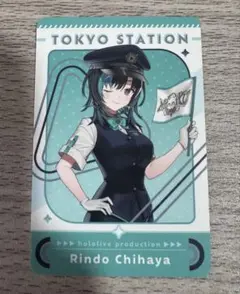 TOKYO STATION
hololive production
Rindo Chihaya